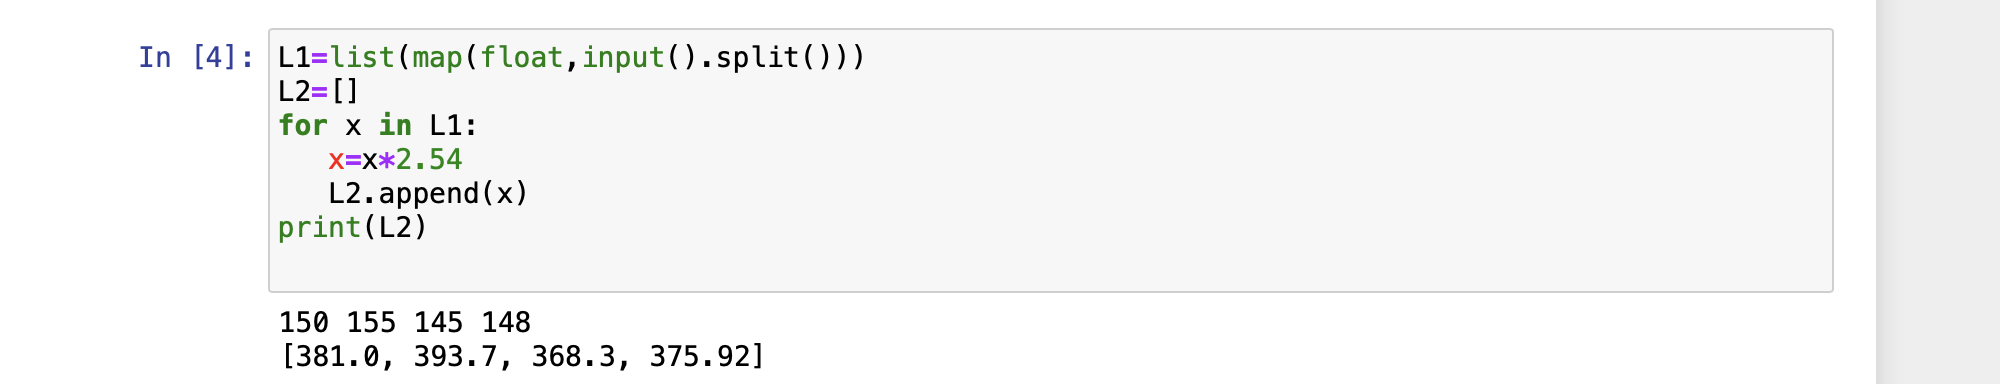 In [4]: L1=list(map(float,input().split()))
L2=[]
for x in L1:
   x=x*2.54
   L2.append(x)
print(L2)
150 155 145 148
[381.0, 393.7, 368.3, 375.92]